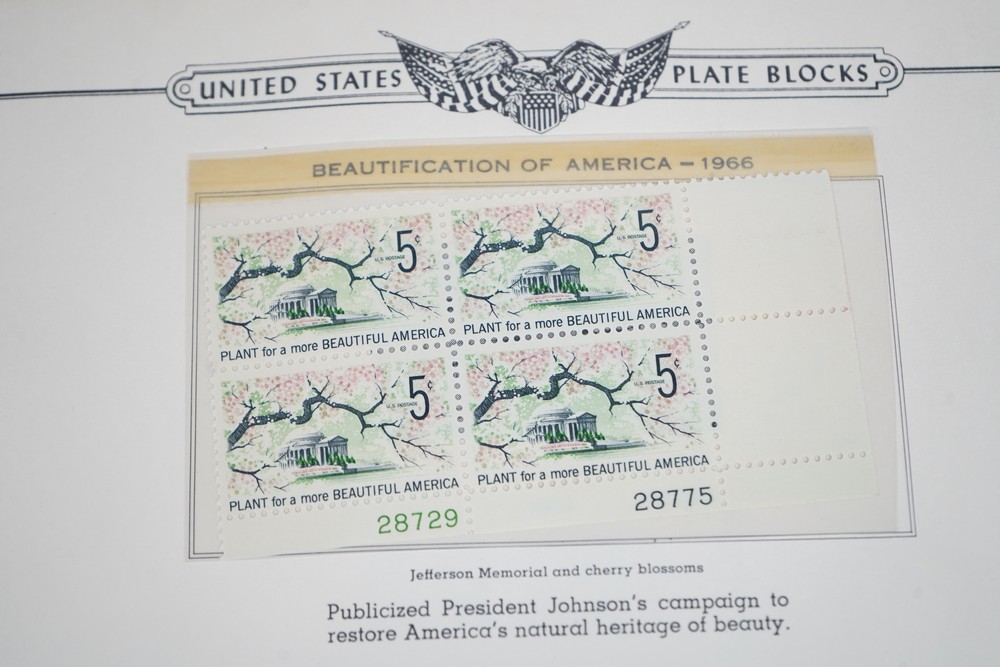 UNITED STATES PLATE BLOCKS
BEAUTIFICATION OF AMERICA – 1966
5¢
U.S. POSTAGE
PLANT for a more BEAUTIFUL AMERICA
5¢
U.S. POSTAGE
PLANT for a more BEAUTIFUL AMERICA
5¢
U.S. POSTAGE
PLANT for a more BEAUTIFUL AMERICA
5¢
U.S. POSTAGE
PLANT for a more BEAUTIFUL AMERICA
28729
28775
Jefferson Memorial and cherry blossoms
Publicized President Johnson's campaign to
restore America's natural heritage of beauty.